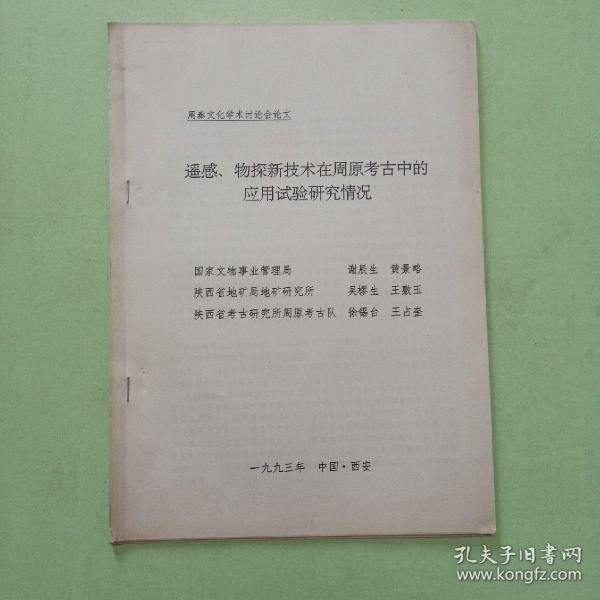 周秦文化学术讨论会论文
遥感、物探新技术在周原考古中的
应用试验研究情况
国家文物事业管理局 谢辰生 黄景略
陕西省地矿局地矿研究所 吴樛生 王敷玉
陕西省考古研究所周原考古队 徐锡台 王占奎
一九九三年 中国·西安
孔夫子旧书网
www.kongfz.com